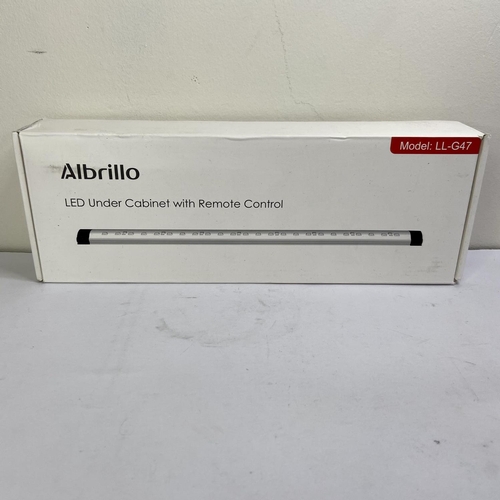 Model: LL-G47
Albrillo
LED Under Cabinet with Remote Control